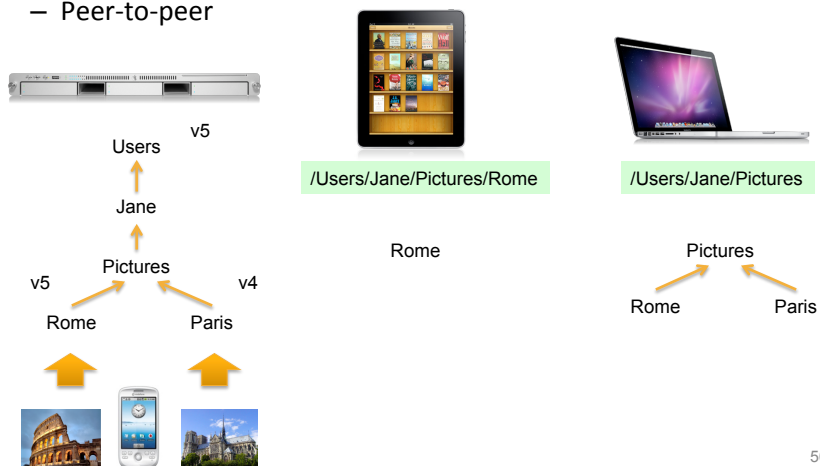 – Peer-to-peer
v5
Users
Jane
Pictures
v5
v4
Rome
Paris
/Users/Jane/Pictures/Rome
Rome
/Users/Jane/Pictures
Pictures
Rome
Paris